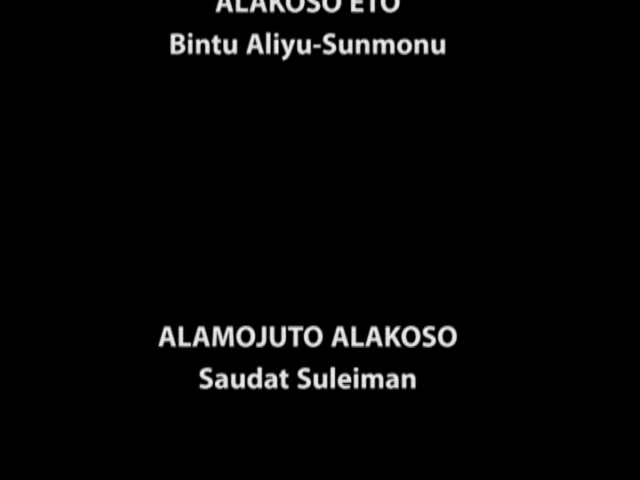 ALAKOSO ETO
Bintu Aliyu-Sunmonu
ALAMOJUTO ALAKOSO
Saudat Suleiman